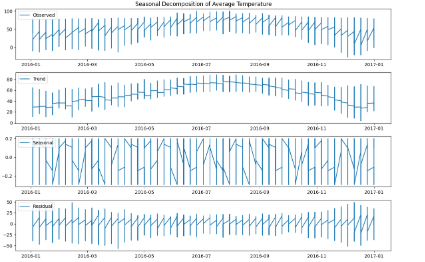 Seasonal Decomposition of Average Temperature
100
Observed
50
0
2016-01 2016-03 2016-05 2016-07 2016-09 2016-11 2017-01
80
Trend
60
40
20
0
2016-01 2016-03 2016-05 2016-07 2016-09 2016-11 2017-01
0.2
Seasonal
0.0
−0.2
2016-01 2016-03 2016-05 2016-07 2016-09 2016-11 2017-01
50
Residual
25
0
−25
−50
2016-01 2016-03 2016-05 2016-07 2016-09 2016-11 2017-01